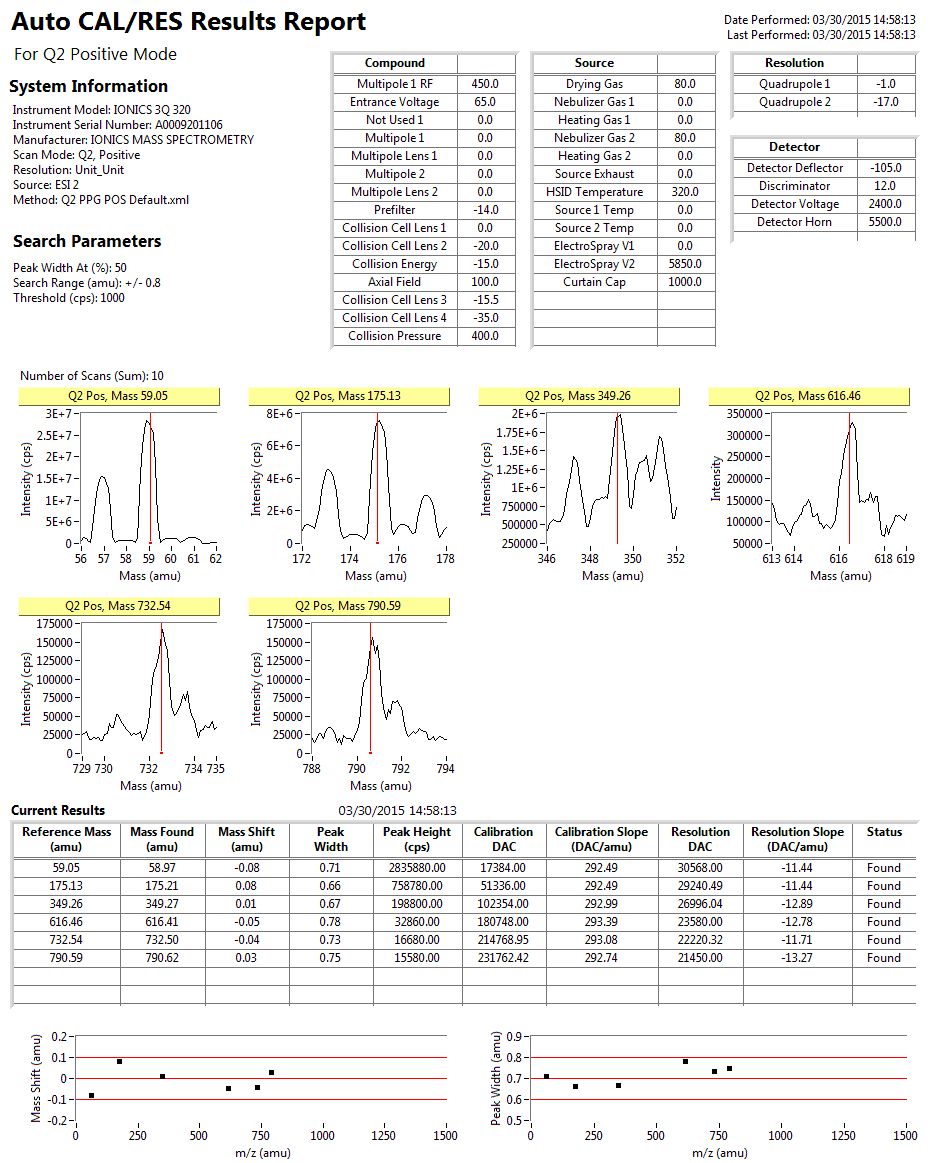 Auto CAL/RES Results Report
Date Performed: 03/30/2015 14:58:13
Last Performed: 03/30/2015 14:58:13
For Q2 Positive Mode
System Information
Instrument Model: IONICS 3Q 320
Instrument Serial Number: A0009201106
Manufacturer: IONICS MASS SPECTROMETRY
Scan Mode: Q2, Positive
Resolution: Unit_Unit
Source: ESI 2
Method: Q2 PPG POS Default.xml
Search Parameters
Peak Width At (%): 50
Search Range (amu): +/- 0.8
Threshold (cps): 1000
Compound
Multipole 1 RF 450.0
Entrance Voltage 65.0
Not Used 1 0.0
Multipole 1 0.0
Multipole Lens 1 0.0
Multipole 2 0.0
Multipole Lens 2 0.0
Prefilter -14.0
Collision Cell Lens 1 0.0
Collision Cell Lens 2 -20.0
Collision Energy -15.0
Axial Field 100.0
Collision Cell Lens 3 -15.5
Collision Cell Lens 4 -35.0
Collision Pressure 400.0
Source
Drying Gas 80.0
Nebulizer Gas 1 0.0
Heating Gas 1 0.0
Nebulizer Gas 2 80.0
Heating Gas 2 0.0
Source Exhaust 0.0
HSID Temperature 320.0
Source 1 Temp 0.0
Source 2 Temp 0.0
ElectroSpray V1 0.0
ElectroSpray V2 5850.0
Curtain Cap 1000.0
Resolution
Quadrupole 1 -1.0
Quadrupole 2 -17.0
Detector
Detector Deflector -105.0
Discriminator 12.0
Detector Voltage 2400.0
Detector Horn 5500.0
Number of Scans (Sum): 10
Q2 Pos, Mass 59.05
Intensity (cps)
3E+7
2.5E+7
2E+7
1.5E+7
1E+7
5E+6
0
56 57 58 59 60 61 62
Mass (amu)
Q2 Pos, Mass 175.13
Intensity (cps)
8E+6
6E+6
4E+6
2E+6
0
172 174 176 178
Mass (amu)
Q2 Pos, Mass 349.26
Intensity (cps)
2E+6
1.75E+6
1.5E+6
1.25E+6
1E+6
750000
500000
250000
346 348 350 352
Mass (amu)
Q2 Pos, Mass 616.46
Intensity
350000
300000
250000
200000
150000
100000
50000
613 614 616 618 619
Mass (amu)
Q2 Pos, Mass 732.54
Intensity (cps)
175000
150000
125000
100000
75000
50000
25000
0
729 730 732 734 735
Mass (amu)
Q2 Pos, Mass 790.59
Intensity (cps)
175000
150000
125000
100000
75000
50000
25000
0
788 790 792 794
Mass (amu)
Current Results 03/30/2015 14:58:13
Reference Mass Mass Found Mass Shift Peak Peak Height Calibration Calibration Slope Resolution Resolution Slope Status
(amu) (amu) (amu) Width (cps) DAC (DAC/amu) DAC (DAC/amu)
59.05 58.97 -0.08 0.71 2835880.00 17384.00 292.49 30568.00 -11.44 Found
175.13 175.21 0.08 0.66 758780.00 51336.00 292.49 29240.49 -11.44 Found
349.26 349.27 0.01 0.67 198800.00 102354.00 292.99 26996.04 -12.89 Found
616.46 616.41 -0.05 0.78 32860.00 180748.00 293.39 23580.00 -12.78 Found
732.54 732.50 -0.04 0.73 16680.00 214768.95 293.08 22220.32 -11.71 Found
790.59 790.62 0.03 0.75 15580.00 231762.42 292.74 21450.00 -13.27 Found
Mass Shift (amu)
0.2
0.1
0
-0.1
-0.2
0 250 500 750 1000 1250 1500
m/z (amu)
Peak Width (amu)
0.9
0.8
0.7
0.6
0.5
0 250 500 750 1000 1250 1500
m/z (amu)